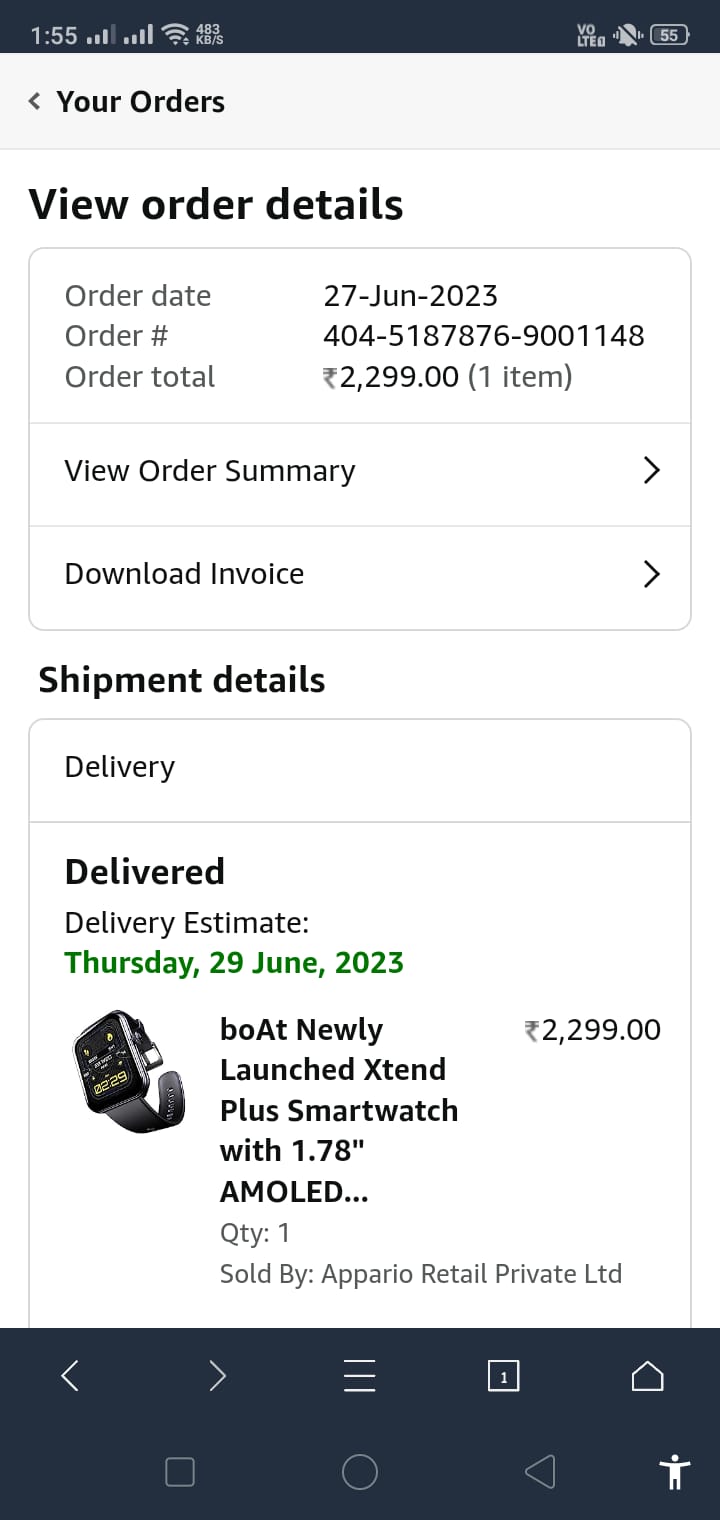 1:55 483 KB/S VO LTE 55
Your Orders
View order details
Order date 27-Jun-2023
Order # 404-5187876-9001148
Order total ₹2,299.00 (1 item)
View Order Summary
Download Invoice
Shipment details
Delivery
Delivered
Delivery Estimate:
Thursday, 29 June, 2023
02:29
boAt Newly ₹2,299.00
Launched Xtend
Plus Smartwatch
with 1.78"
AMOLED...
Qty: 1
Sold By: Appario Retail Private Ltd
1